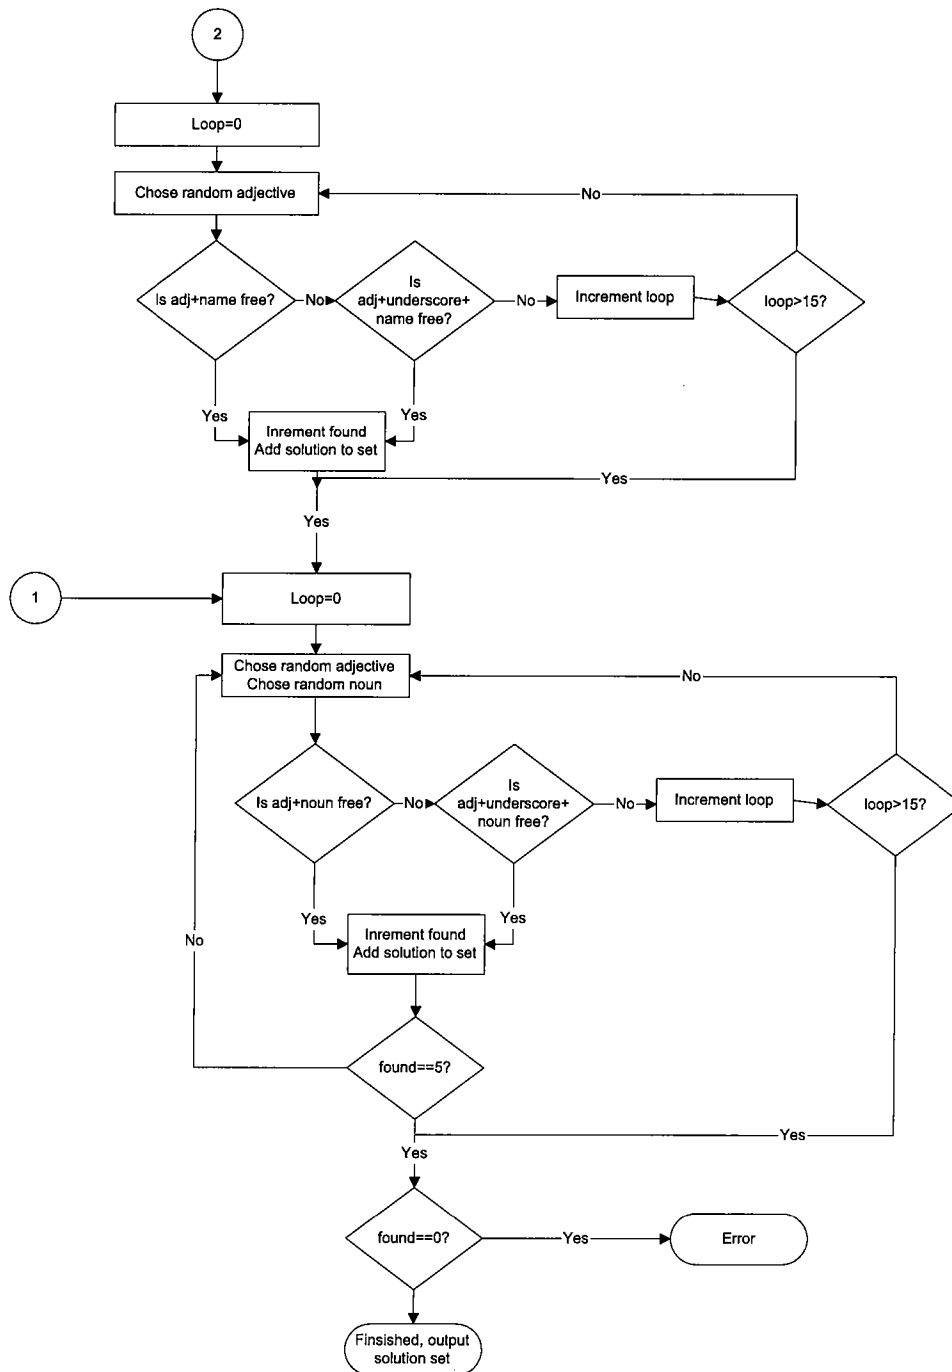 2
Loop=0
Chose random adjective
No
Is adj+name free?
No
Is
adj+underscore+
name free?
No
Increment loop
loop>15?
Yes
Yes
Inrement found
Add solution to set
Yes
Yes
1
Loop=0
Chose random adjective
Chose random noun
No
Is adj+noun free?
No
Is
adj+underscore+
noun free?
No
Increment loop
loop>15?
Yes
Yes
Inrement found
Add solution to set
No
found==5?
Yes
Yes
found==0?
Yes
Error
Finsished, output
solution set